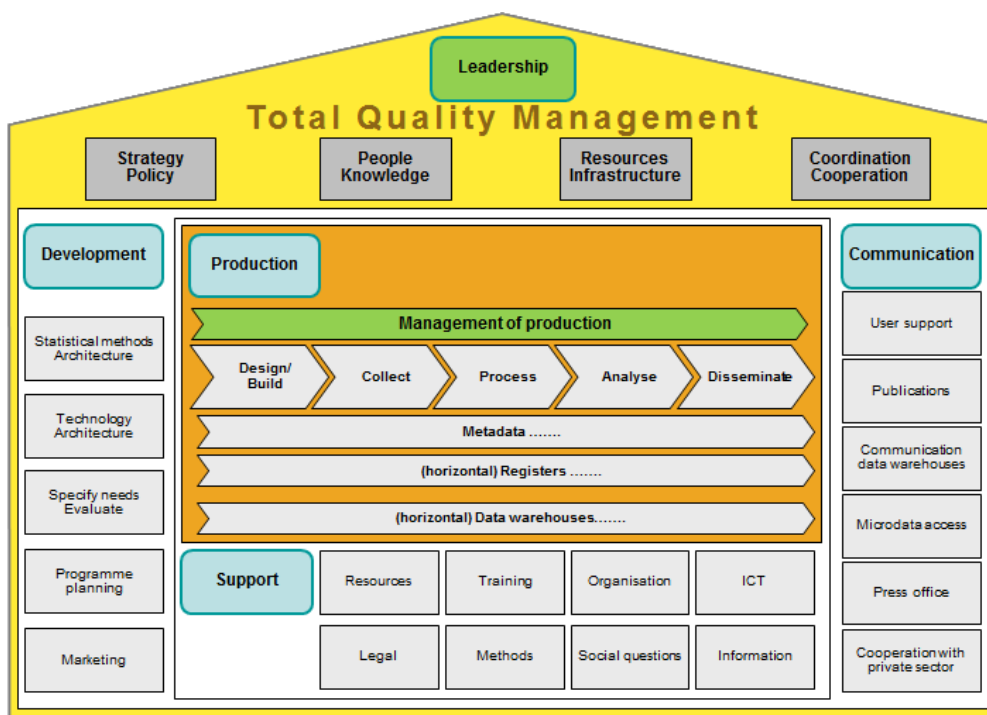 Leadership
Total Quality Management
Strategy
Policy
People
Knowledge
Resources
Infrastructure
Coordination
Cooperation
Development
Statistical methods
Architecture
Technology
Architecture
Specify needs
Evaluate
Programme
planning
Marketing
Production
Management of production
Design/
Build
Collect
Process
Analyse
Disseminate
Metadata .......
(horizontal) Registers .......
(horizontal) Data warehouses.......
Support
Resources
Training
Organisation
ICT
Legal
Methods
Social questions
Information
Communication
User support
Publications
Communication
data warehouses
Microdata access
Press office
Cooperation with
private sector